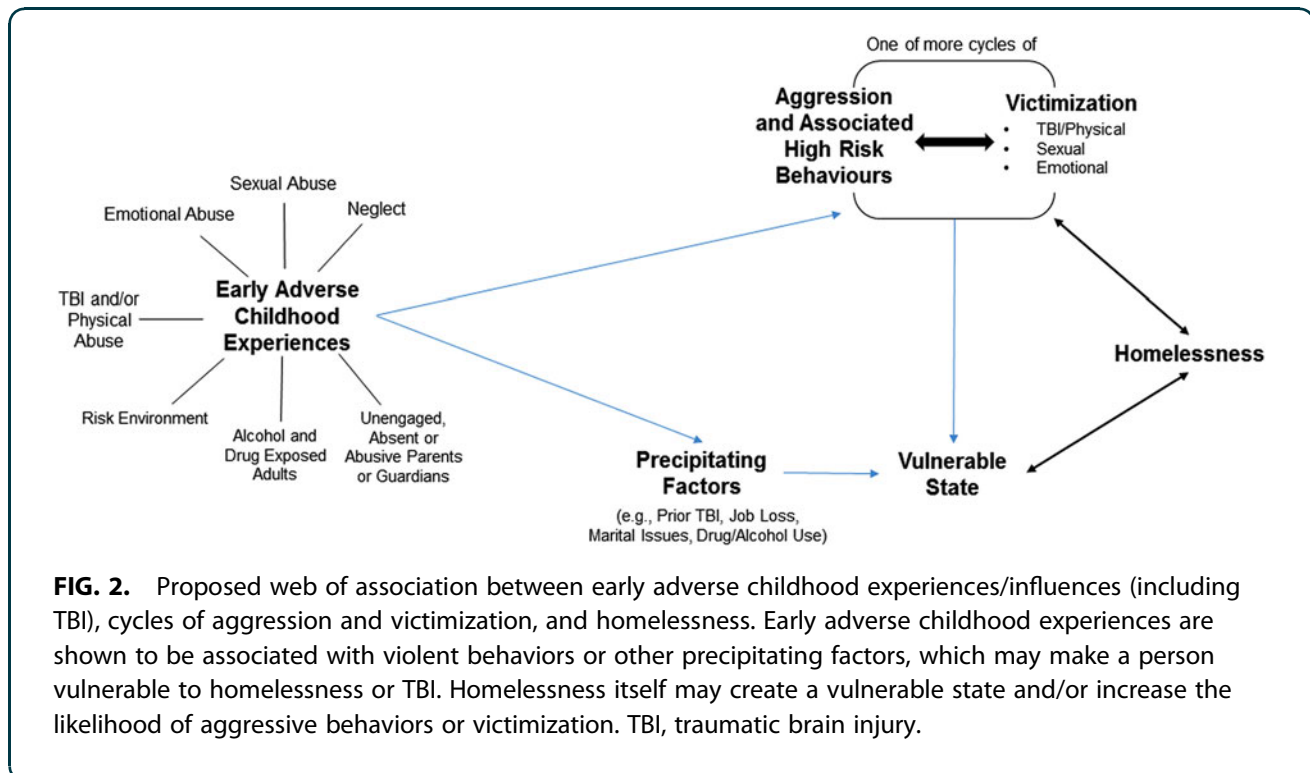 One of more cycles of
Aggression
and Associated
High Risk
Behaviours
Victimization
• TBI/Physical
• Sexual
• Emotional
Sexual Abuse
Emotional Abuse
Neglect
TBI and/or
Physical
Abuse
Early Adverse
Childhood
Experiences
Risk Environment
Alcohol and
Drug Exposed
Adults
Unengaged,
Absent or
Abusive Parents
or Guardians
Homelessness
Precipitating
Factors
(e.g., Prior TBI, Job Loss,
Marital Issues, Drug/Alcohol Use)
Vulnerable
State
FIG. 2. Proposed web of association between early adverse childhood experiences/influences (including
TBI), cycles of aggression and victimization, and homelessness. Early adverse childhood experiences are
shown to be associated with violent behaviors or other precipitating factors, which may make a person
vulnerable to homelessness or TBI. Homelessness itself may create a vulnerable state and/or increase the
likelihood of aggressive behaviors or victimization. TBI, traumatic brain injury.